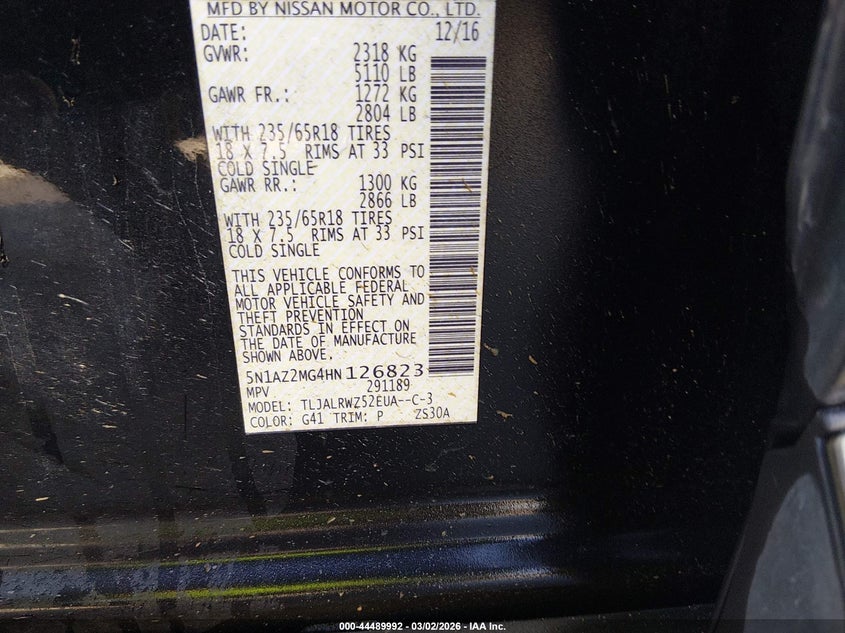 MFD BY NISSAN MOTOR CO., LTD.
DATE: 12/16
GVWR: 2318 KG
5110 LB
GAWR FR.: 1272 KG
2804 LB
WITH 235/65R18 TIRES
18 X 7.5 RIMS AT 33 PSI
COLD SINGLE
GAWR RR.: 1300 KG
2866 LB
WITH 235/65R18 TIRES
18 X 7.5 RIMS AT 33 PSI
COLD SINGLE
THIS VEHICLE CONFORMS TO
ALL APPLICABLE FEDERAL
MOTOR VEHICLE SAFETY AND
THEFT PREVENTION
STANDARDS IN EFFECT ON
THE DATE OF MANUFACTURE
SHOWN ABOVE.
5N1AZ2MG4HN126823
MPV 291189
MODEL: TLJALRWZ52EUA--C-3
COLOR: G41 TRIM: P ZS30A
000-44489992 - 03/02/2026 - IAA Inc.